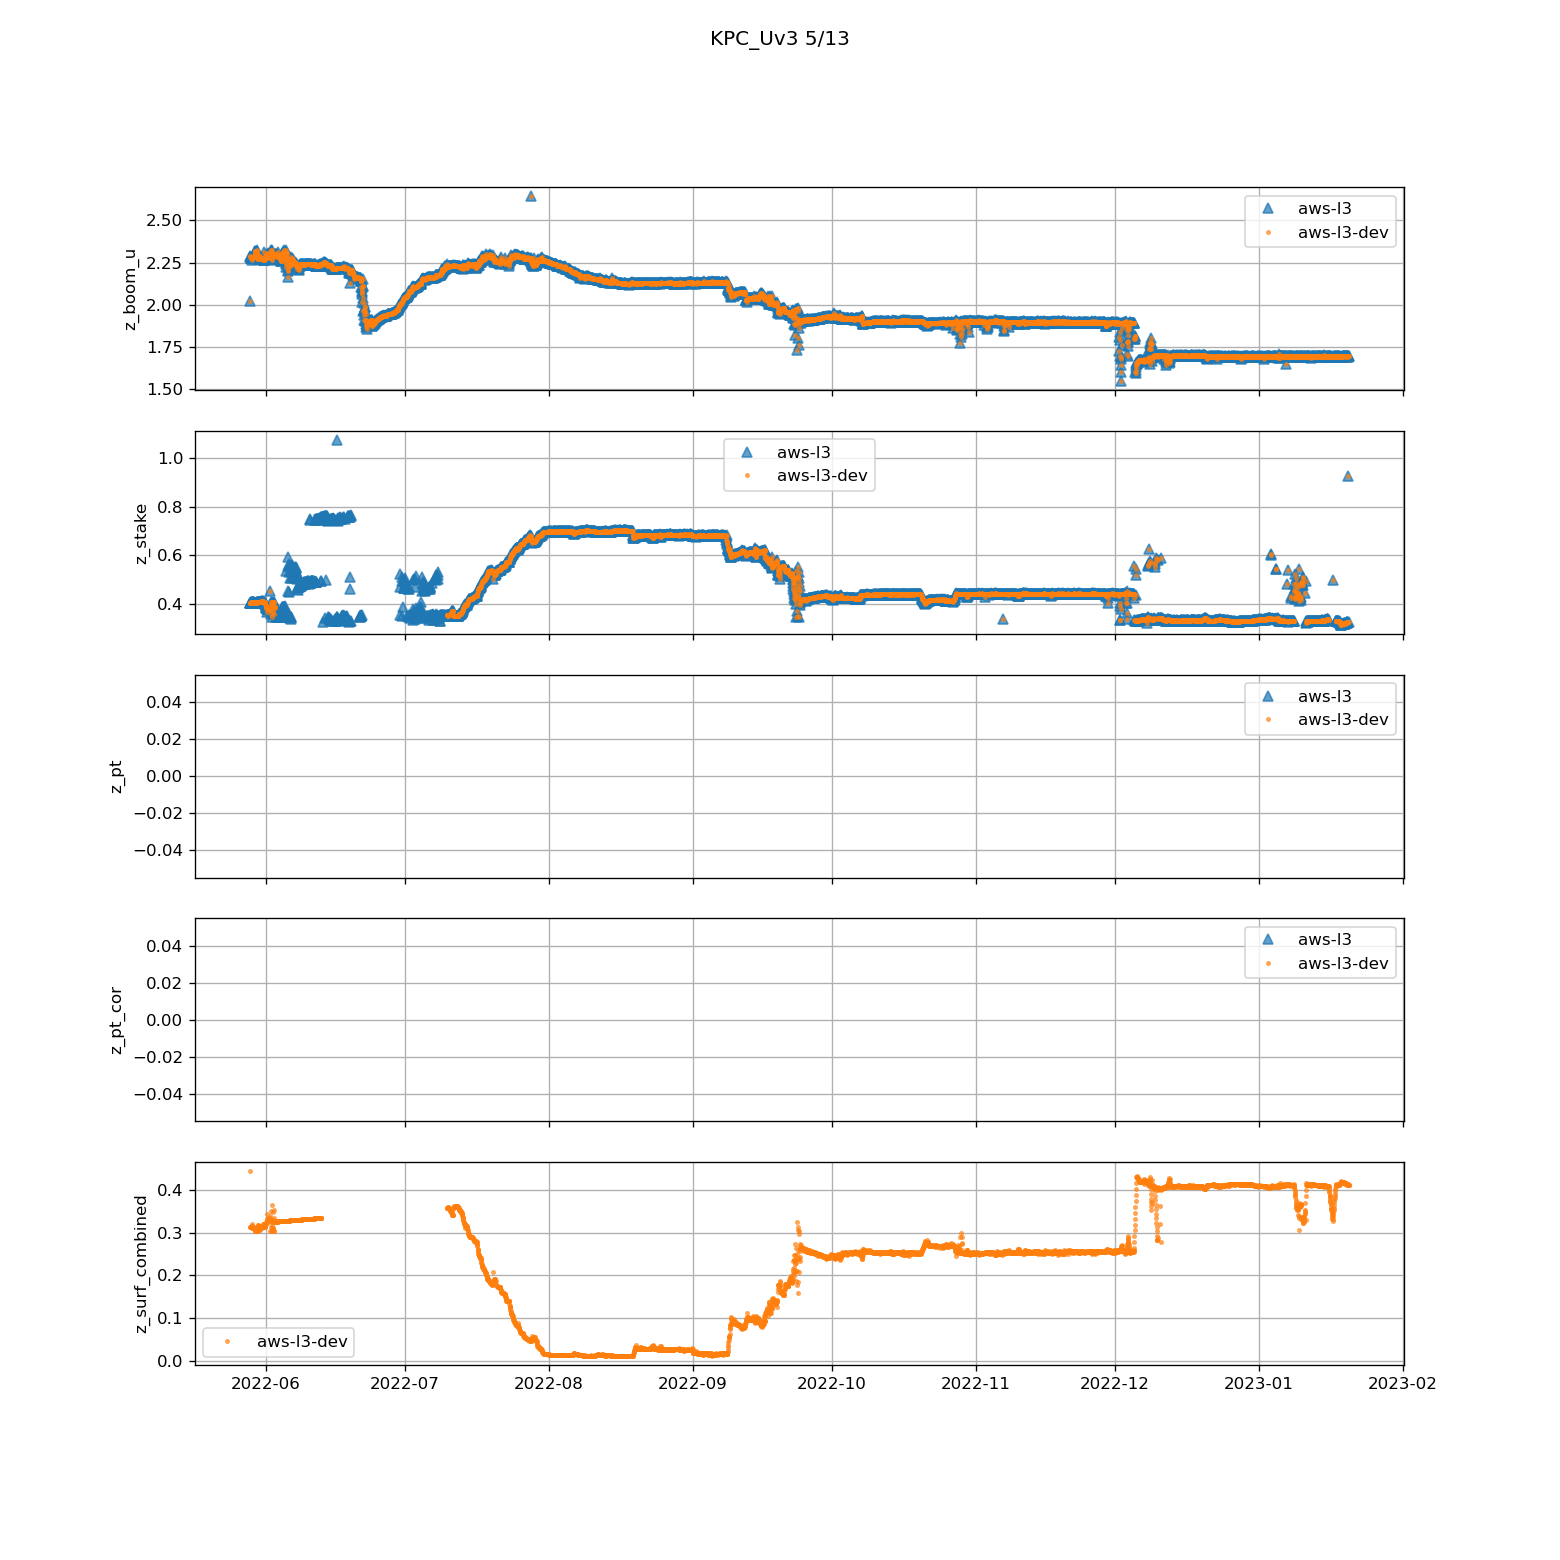 KPC_Uv3 5/13
2.50
2.25
2.00
1.75
1.50
z_boom_u
aws-l3
aws-l3-dev
1.0
0.8
0.6
0.4
z_stake
aws-l3
aws-l3-dev
0.04
0.02
0.00
−0.02
−0.04
z_pt
aws-l3
aws-l3-dev
0.04
0.02
0.00
−0.02
−0.04
z_pt_cor
aws-l3
aws-l3-dev
0.4
0.3
0.2
0.1
0.0
z_surf_combined
aws-l3-dev
2022-06 2022-07 2022-08 2022-09 2022-10 2022-11 2022-12 2023-01 2023-02